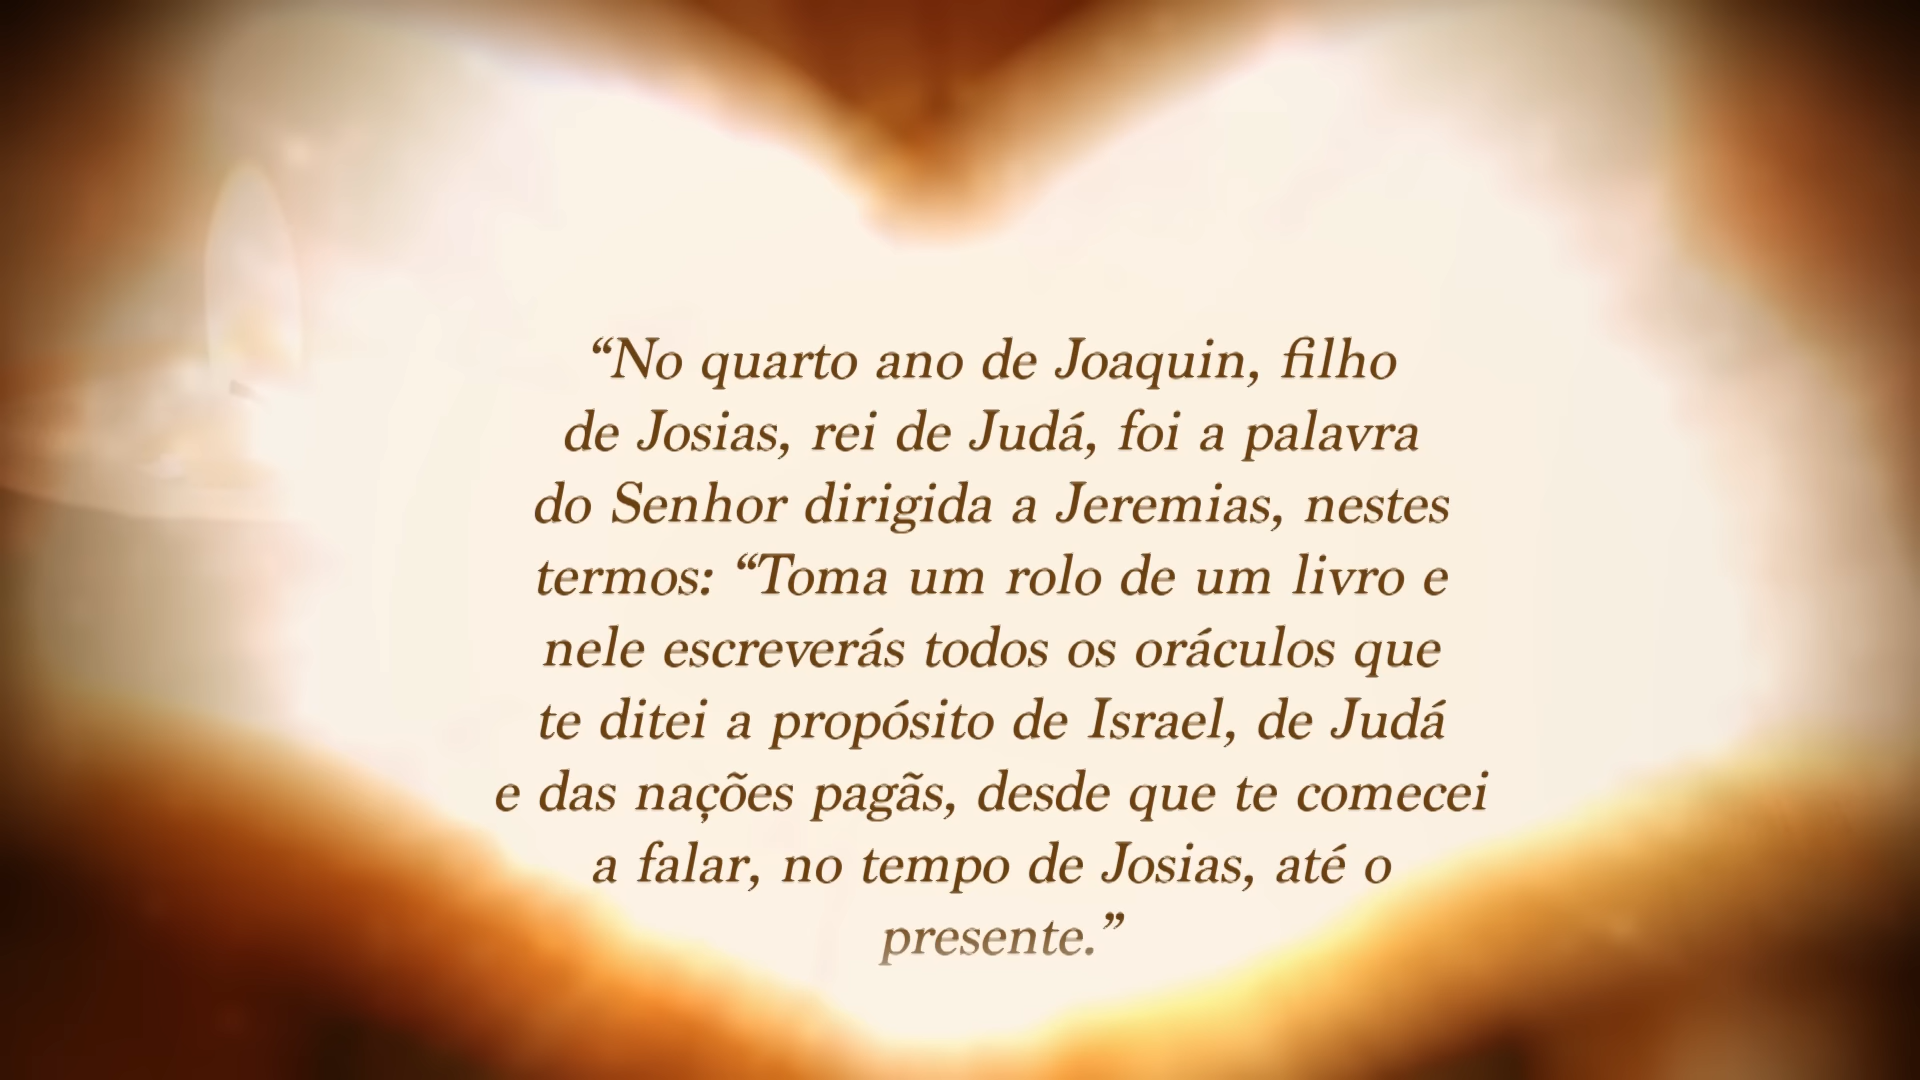 “No quarto ano de Joaquin, filho
de Josias, rei de Judá, foi a palavra
do Senhor dirigida a Jeremias, nestes
termos: “Toma um rolo de um livro e
nele escreverás todos os oráculos que
te ditei a propósito de Israel, de Judá
e das nações pagãs, desde que te comecei
a falar, no tempo de Josias, até o
presente.”